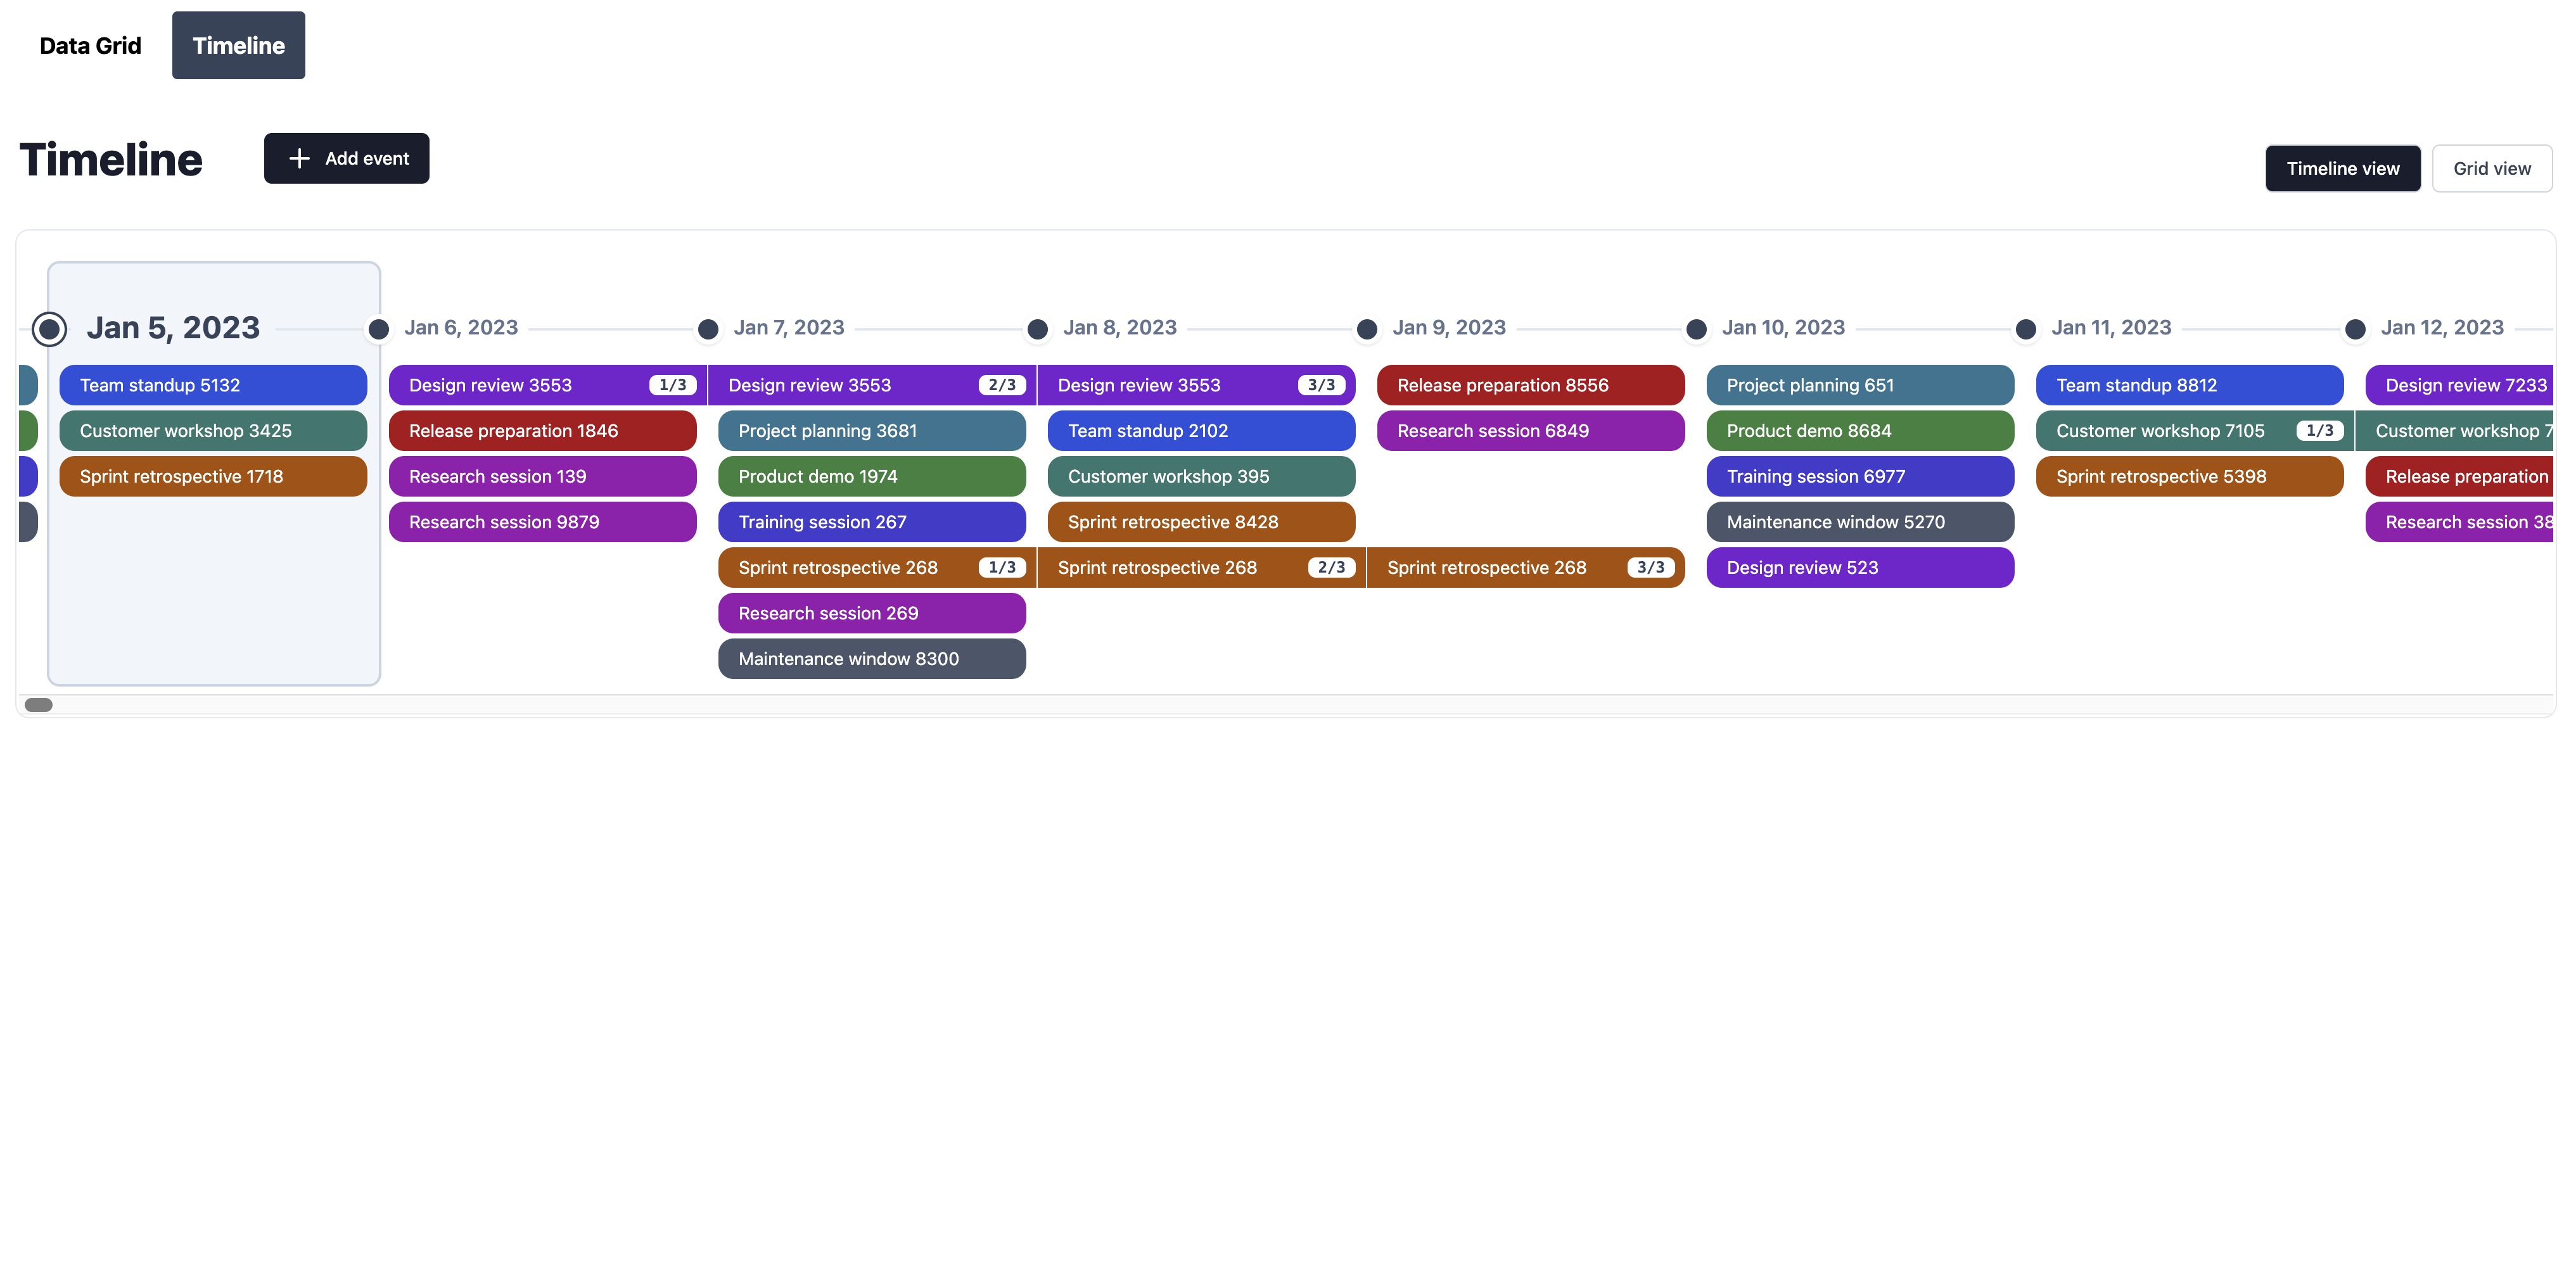 Data Grid
Timeline
Timeline
Add event
Timeline view
Grid view
Jan 5, 2023
Team standup 5132
Customer workshop 3425
Sprint retrospective 1718
Jan 6, 2023
Design review 3553 1/3
Release preparation 1846
Research session 139
Research session 9879
Jan 7, 2023
Design review 3553 2/3
Project planning 3681
Product demo 1974
Training session 267
Sprint retrospective 268 1/3
Research session 269
Maintenance window 8300
Jan 8, 2023
Design review 3553 3/3
Team standup 2102
Customer workshop 395
Sprint retrospective 8428
Sprint retrospective 268 2/3
Jan 9, 2023
Release preparation 8556
Research session 6849
Sprint retrospective 268 3/3
Jan 10, 2023
Project planning 651
Product demo 8684
Training session 6977
Maintenance window 5270
Design review 523
Jan 11, 2023
Team standup 8812
Customer workshop 7105 1/3
Sprint retrospective 5398
Jan 12, 2023
Design review 7233
Customer workshop 7
Release preparation
Research session 38